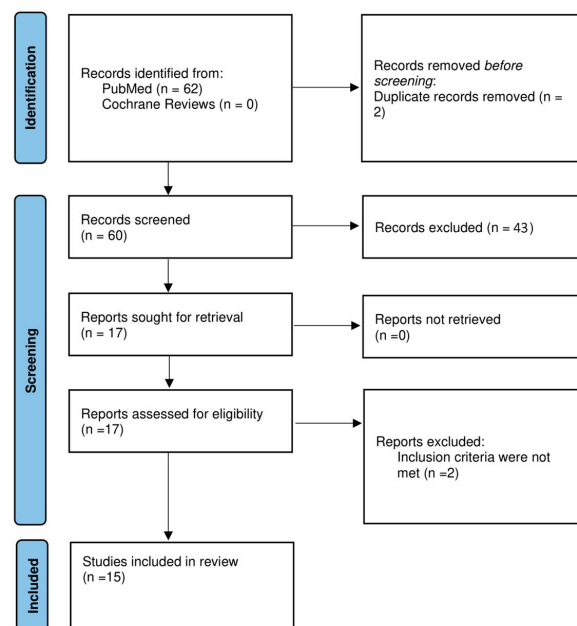 Identification
Records identified from:
PubMed (n = 62)
Cochrane Reviews (n = 0)
Records removed before
screening:
Duplicate records removed (n =
2)
Screening
Records screened
(n = 60)
Records excluded (n = 43)
Reports sought for retrieval
(n = 17)
Reports not retrieved
(n =0)
Reports assessed for eligibility
(n =17)
Reports excluded:
Inclusion criteria were not
met (n =2)
Included
Studies included in review
(n =15)